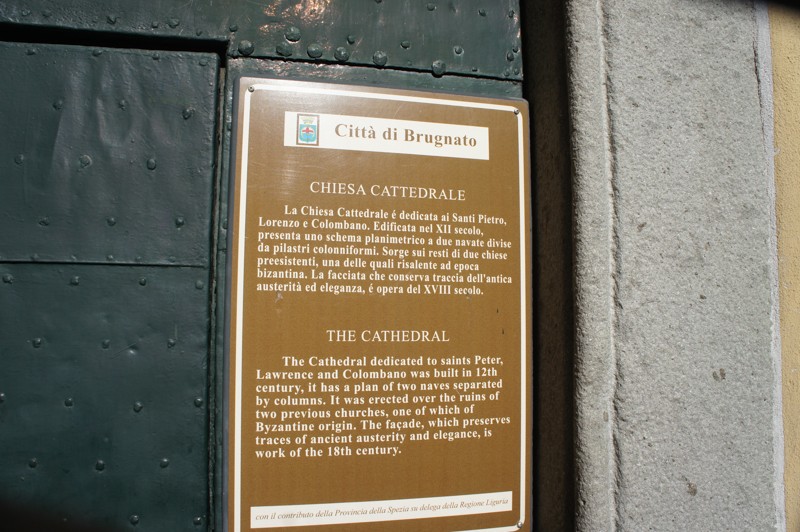 Città di Brugnato
CHIESA CATTEDRALE
La Chiesa Cattedrale é dedicata ai Santi Pietro,
Lorenzo e Colombano. Edificata nel XII secolo,
presenta uno schema planimetrico a due navate divise
da pilastri colonniformi. Sorge sui resti di due chiese
preesistenti, una delle quali risalente ad epoca
bizantina. La facciata che conserva traccia dell'antica
austerità ed eleganza, é opera del XVIII secolo.
THE CATHEDRAL
The Cathedral dedicated to saints Peter,
Lawrence and Colombano was built in 12th
century, it has a plan of two naves separated
by columns. It was erected over the ruins of
two previous churches, one of which of
Byzantine origin. The façade, which preserves
traces of ancient austerity and elegance, is
work of the 18th century.
con il contributo della Provincia della Spezia su delega della Regione Liguria